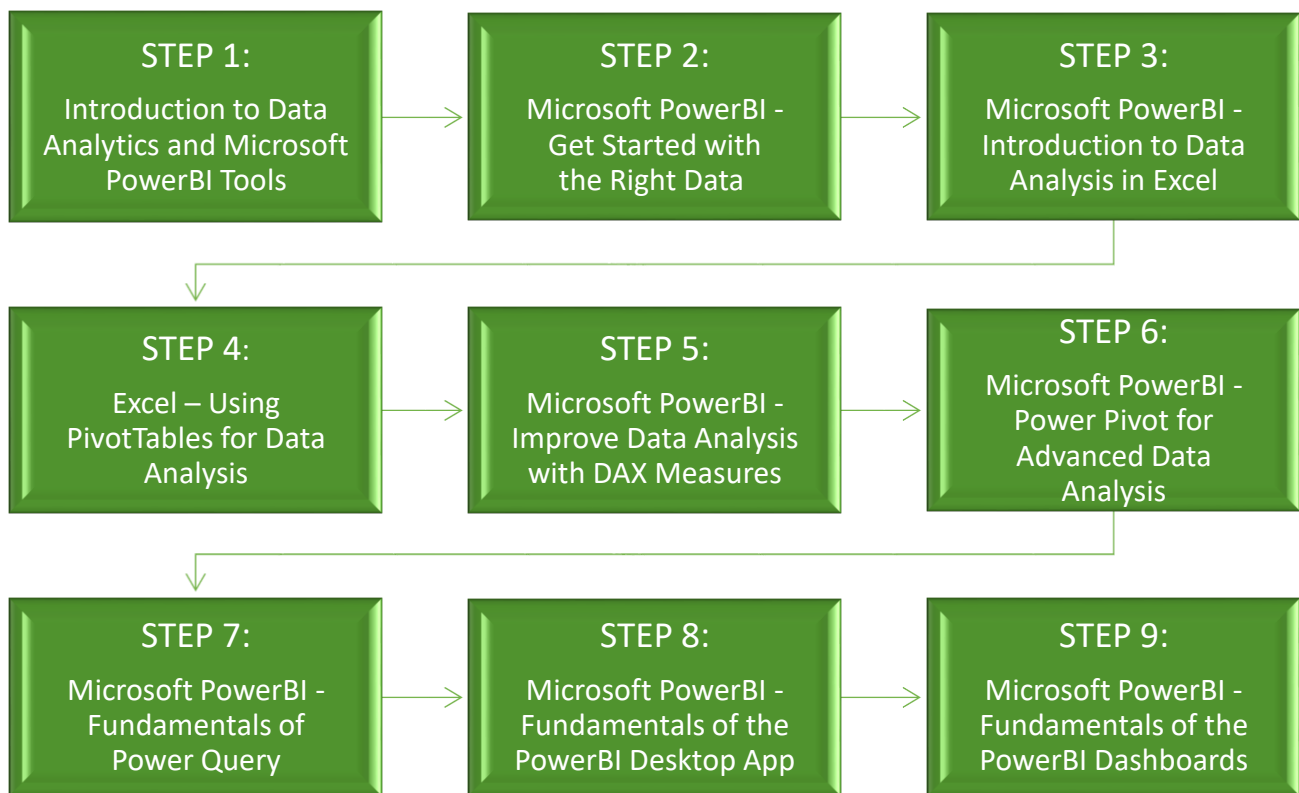 STEP 1:
Introduction to Data
Analytics and Microsoft
PowerBI Tools
STEP 2:
Microsoft PowerBI -
Get Started with
the Right Data
STEP 3:
Microsoft PowerBI -
Introduction to Data
Analysis in Excel
STEP 4:
Excel – Using
PivotTables for Data
Analysis
STEP 5:
Microsoft PowerBI -
Improve Data Analysis
with DAX Measures
STEP 6:
Microsoft PowerBI -
Power Pivot for
Advanced Data
Analysis
STEP 7:
Microsoft PowerBI -
Fundamentals of
Power Query
STEP 8:
Microsoft PowerBI -
Fundamentals of the
PowerBI Desktop App
STEP 9:
Microsoft PowerBI -
Fundamentals of the
PowerBI Dashboards